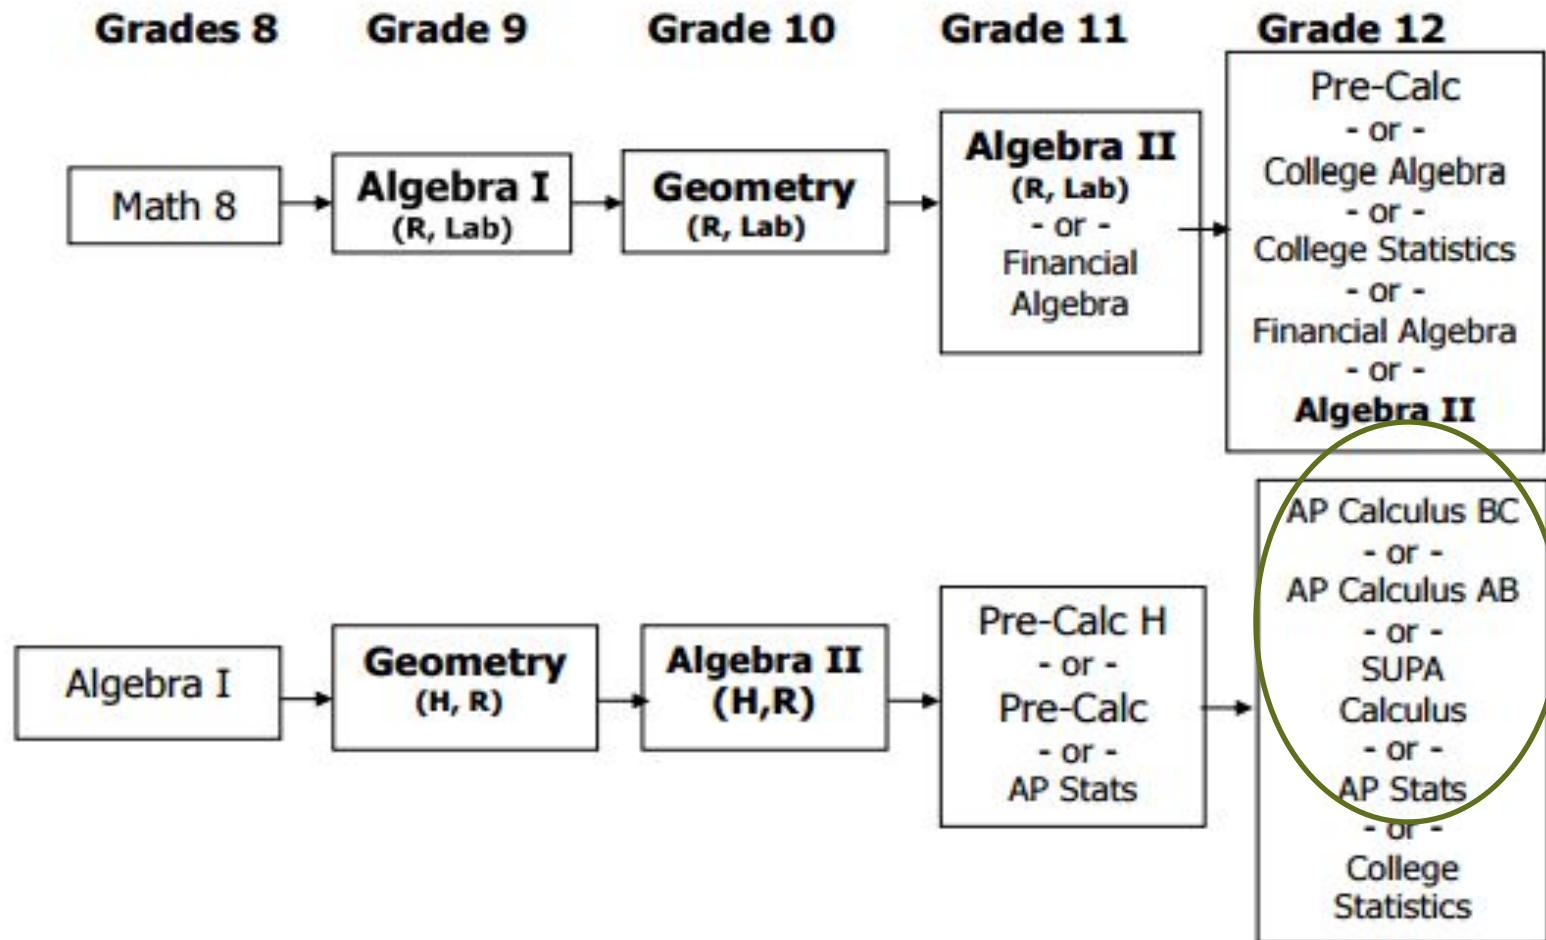 Grades 8 Grade 9 Grade 10 Grade 11 Grade 12
Math 8
Algebra I
(R, Lab)
Geometry
(R, Lab)
Algebra II
(R, Lab)
- or -
Financial
Algebra
Pre-Calc
- or -
College Algebra
- or -
College Statistics
- or -
Financial Algebra
- or -
Algebra II
Algebra I
Geometry
(H, R)
Algebra II
(H,R)
Pre-Calc H
- or -
Pre-Calc
- or -
AP Stats
AP Calculus BC
- or -
AP Calculus AB
- or -
SUPA
Calculus
- or -
AP Stats
- or -
College
Statistics